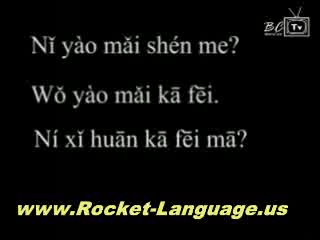 Nǐ yào mǎi shén me?
Wǒ yào mǎi kā fēi.
Ní xǐ huān kā fēi mā?
www.Rocket-Language.us